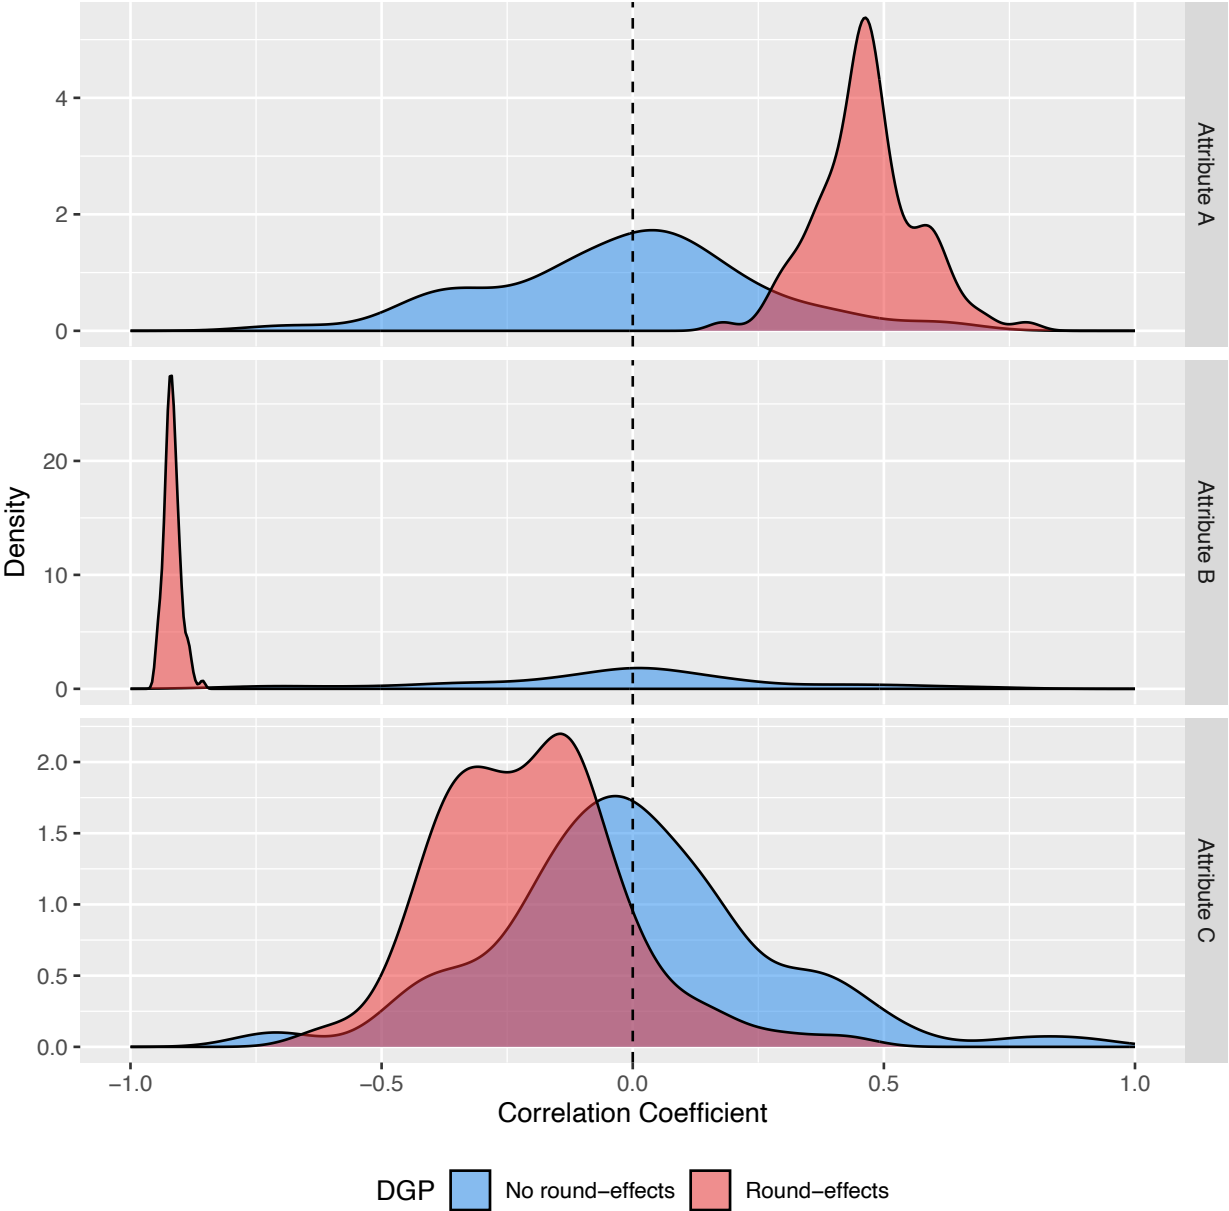 4
2
0
Attribute A
Density
20
10
0
Attribute B
2.0
1.5
1.0
0.5
0.0
Attribute C
−1.0 −0.5 0.0 0.5 1.0
Correlation Coefficient
DGP No round−effects Round−effects